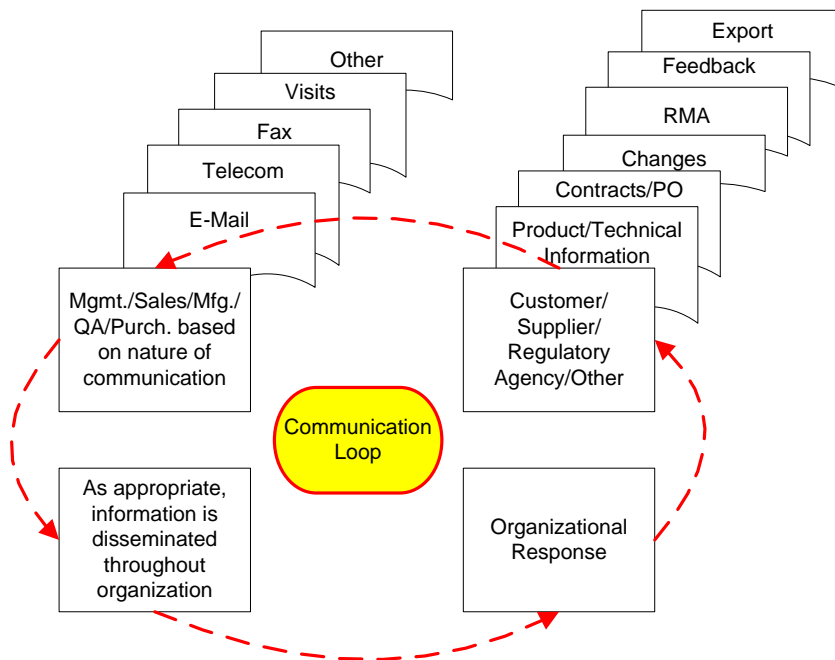 Other
Visits
Fax
Telecom
E-Mail
Mgmt./Sales/Mfg./
QA/Purch. based
on nature of
communication
Export
Feedback
RMA
Changes
Contracts/PO
Product/Technical
Information
Customer/
Supplier/
Regulatory
Agency/Other
Communication
Loop
As appropriate,
information is
disseminated
throughout
organization
Organizational
Response